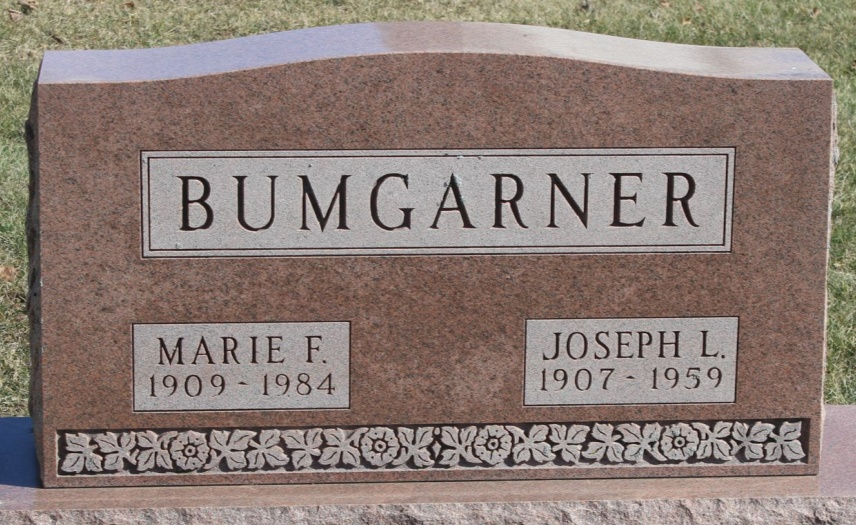 BUMGARNER
MARIE F.
1909 - 1984
JOSEPH L.
1907 - 1959